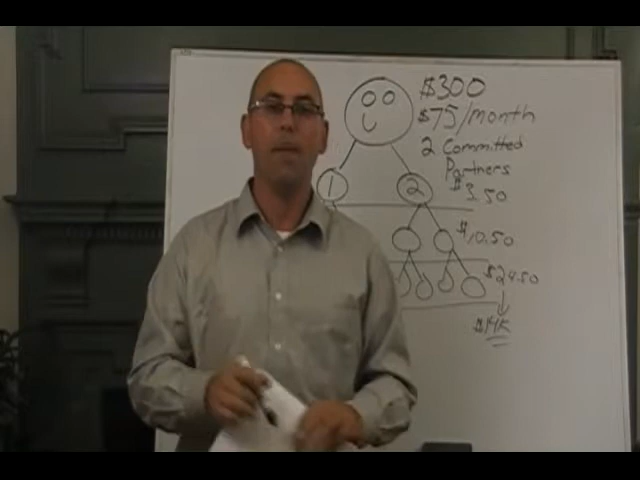 $300
$75/month
2 Committed
Partners
1 2 $3.50
$10.50
$24.50
$14K